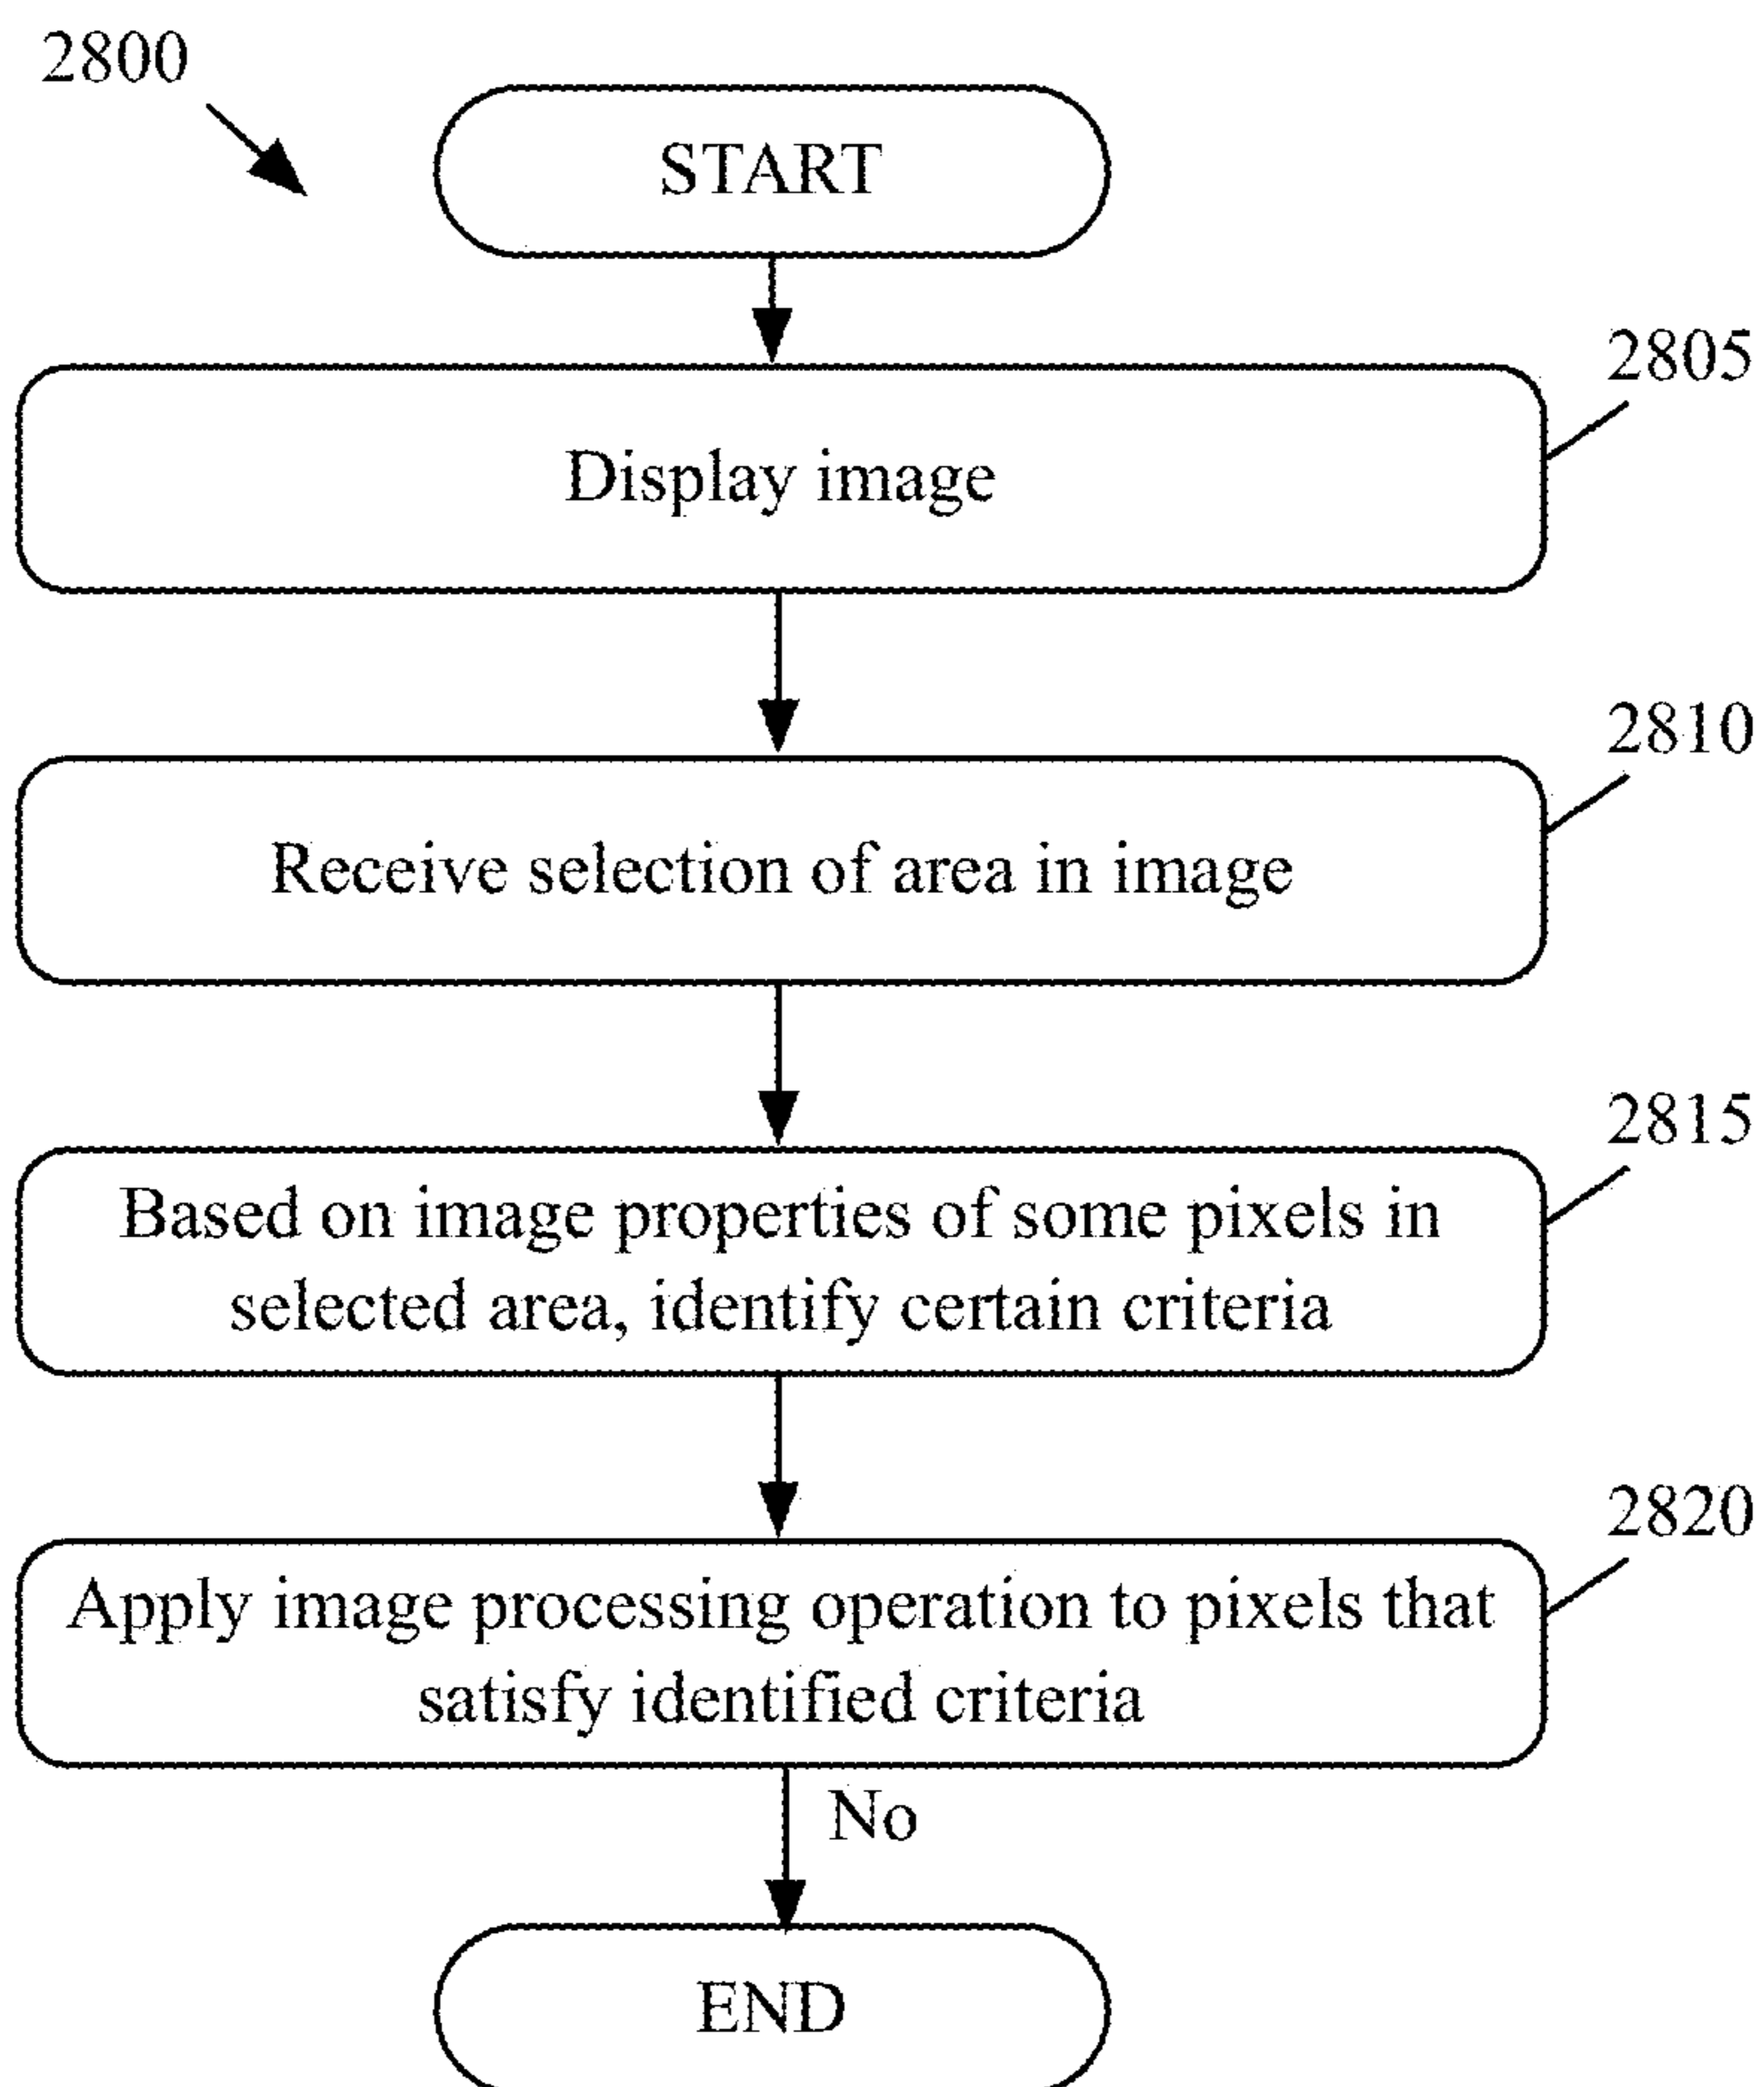 2800
START
2805
Display image
2810
Receive selection of area in image
2815
Based on image properties of some pixels in
selected area, identify certain criteria
2820
Apply image processing operation to pixels that
satisfy identified criteria
No
END